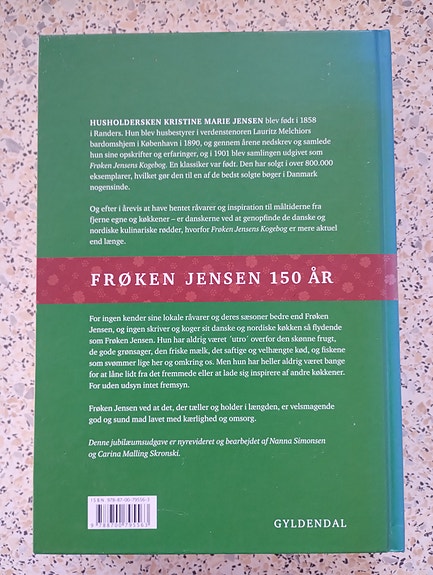 HUSHOLDERSKEN KRISTINE MARIE JENSEN blev født i 1858
i Randers. Hun blev husbestyrer i verdenstenoren Lauritz Melchiors
barndomshjem i København i 1890, og gennem årene nedskrev og samlede
hun sine opskrifter og erfaringer, og i 1901 blev samlingen udgivet som
Frøken Jensens Kogebog. En klassiker var født. Den har solgt i over 800.000
eksemplarer, hvilket gør den til en af de bedst solgte bøger i Danmark
nogensinde.
Og efter i årevis at have hentet råvarer og inspiration til måltiderne fra
fjerne egne og køkkener – er danskerne ved at genopfinde de danske og
nordiske kulinariske rødder, hvorfor Frøken Jensens Kogebog er mere aktuel
end længe.
FRØKEN JENSEN 150 ÅR
For ingen kender sine lokale råvarer og deres sæsoner bedre end Frøken
Jensen, og ingen skriver og koger sit danske og nordiske køkken så flydende
som Frøken Jensen. Hun har aldrig været ´utro´ overfor den skønne frugt,
de gode grønsager, den friske mælk, det saftige og velhængte kød, og fiskene
som svømmer lige her og omkring os. Men hun har heller aldrig været bange
for at låne lidt fra det fremmede eller at lade sig inspirere af andre køkkener.
For uden udsyn intet fremsyn.
Frøken Jensen ved at det, der tæller og holder i længden, er velsmagende
god og sund mad lavet med kærlighed og omsorg.
Denne jubilæumsudgave er nyrevideret og bearbejdet af Nanna Simonsen
og Carina Malling Skronski.
ISBN 978-87-00-79556-3
9 788700 795563
GYLDENDAL